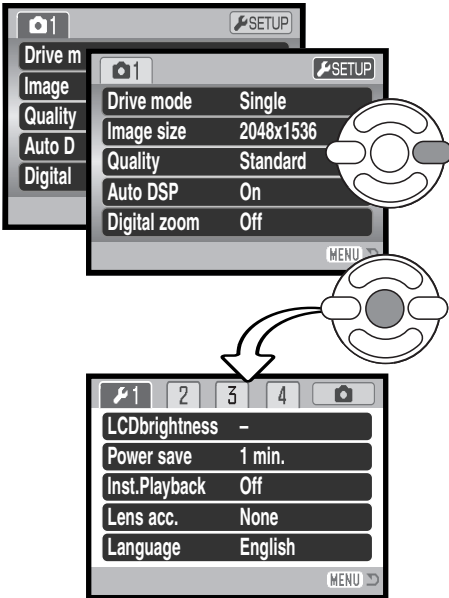 1 SETUP
Drive m
Image
Quality
Auto D
Digital
1 SETUP
Drive mode Single
Image size 2048x1536
Quality Standard
Auto DSP On
Digital zoom Off
MENU
1 2 3 4
LCDbrightness –
Power save 1 min.
Inst.Playback Off
Lens acc. None
Language English
MENU